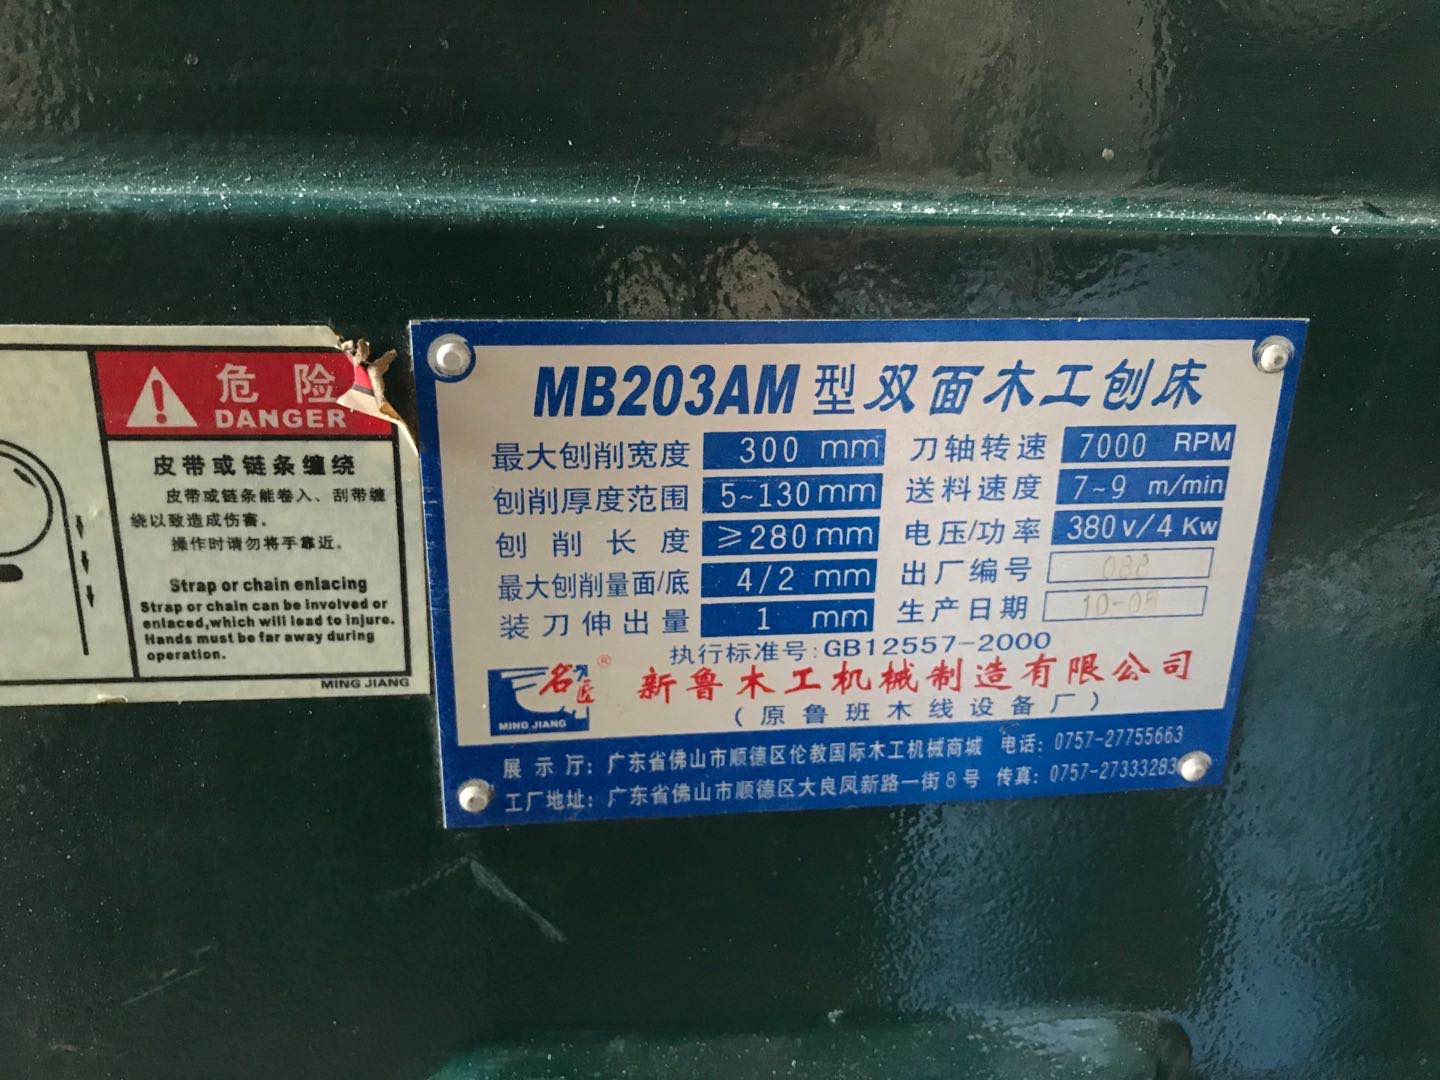 危险
DANGER
皮带或链条缠绕
皮带或链条能卷入、刮带缠
绕以致造成伤害。
操作时请勿将手靠近。
Strap or chain enlacing
Strap or chain can be involved or
enlaced,which will lead to injure.
Hands must be far away during
operation.
MING JIANG
MB203AM型双面木工刨床
最大刨削宽度 300 mm 刀轴转速 7000 RPM
刨削厚度范围 5~130mm 送料速度 7~9 m/min
刨削长度 ≥280mm 电压/功率 380v/4Kw
最大刨削量面/底 4/2 mm 出厂编号
装刀伸出量 1 mm 生产日期
执行标准号:GB12557-2000
名匠® 新鲁木工机械制造有限公司
MING JIANG
(原鲁班木线设备厂)
展示厅：广东省佛山市顺德区伦教国际木工机械商城 电话：0757-27755663
工厂地址：广东省佛山市顺德区大良凤新路一街8号 传真：0757-27333283